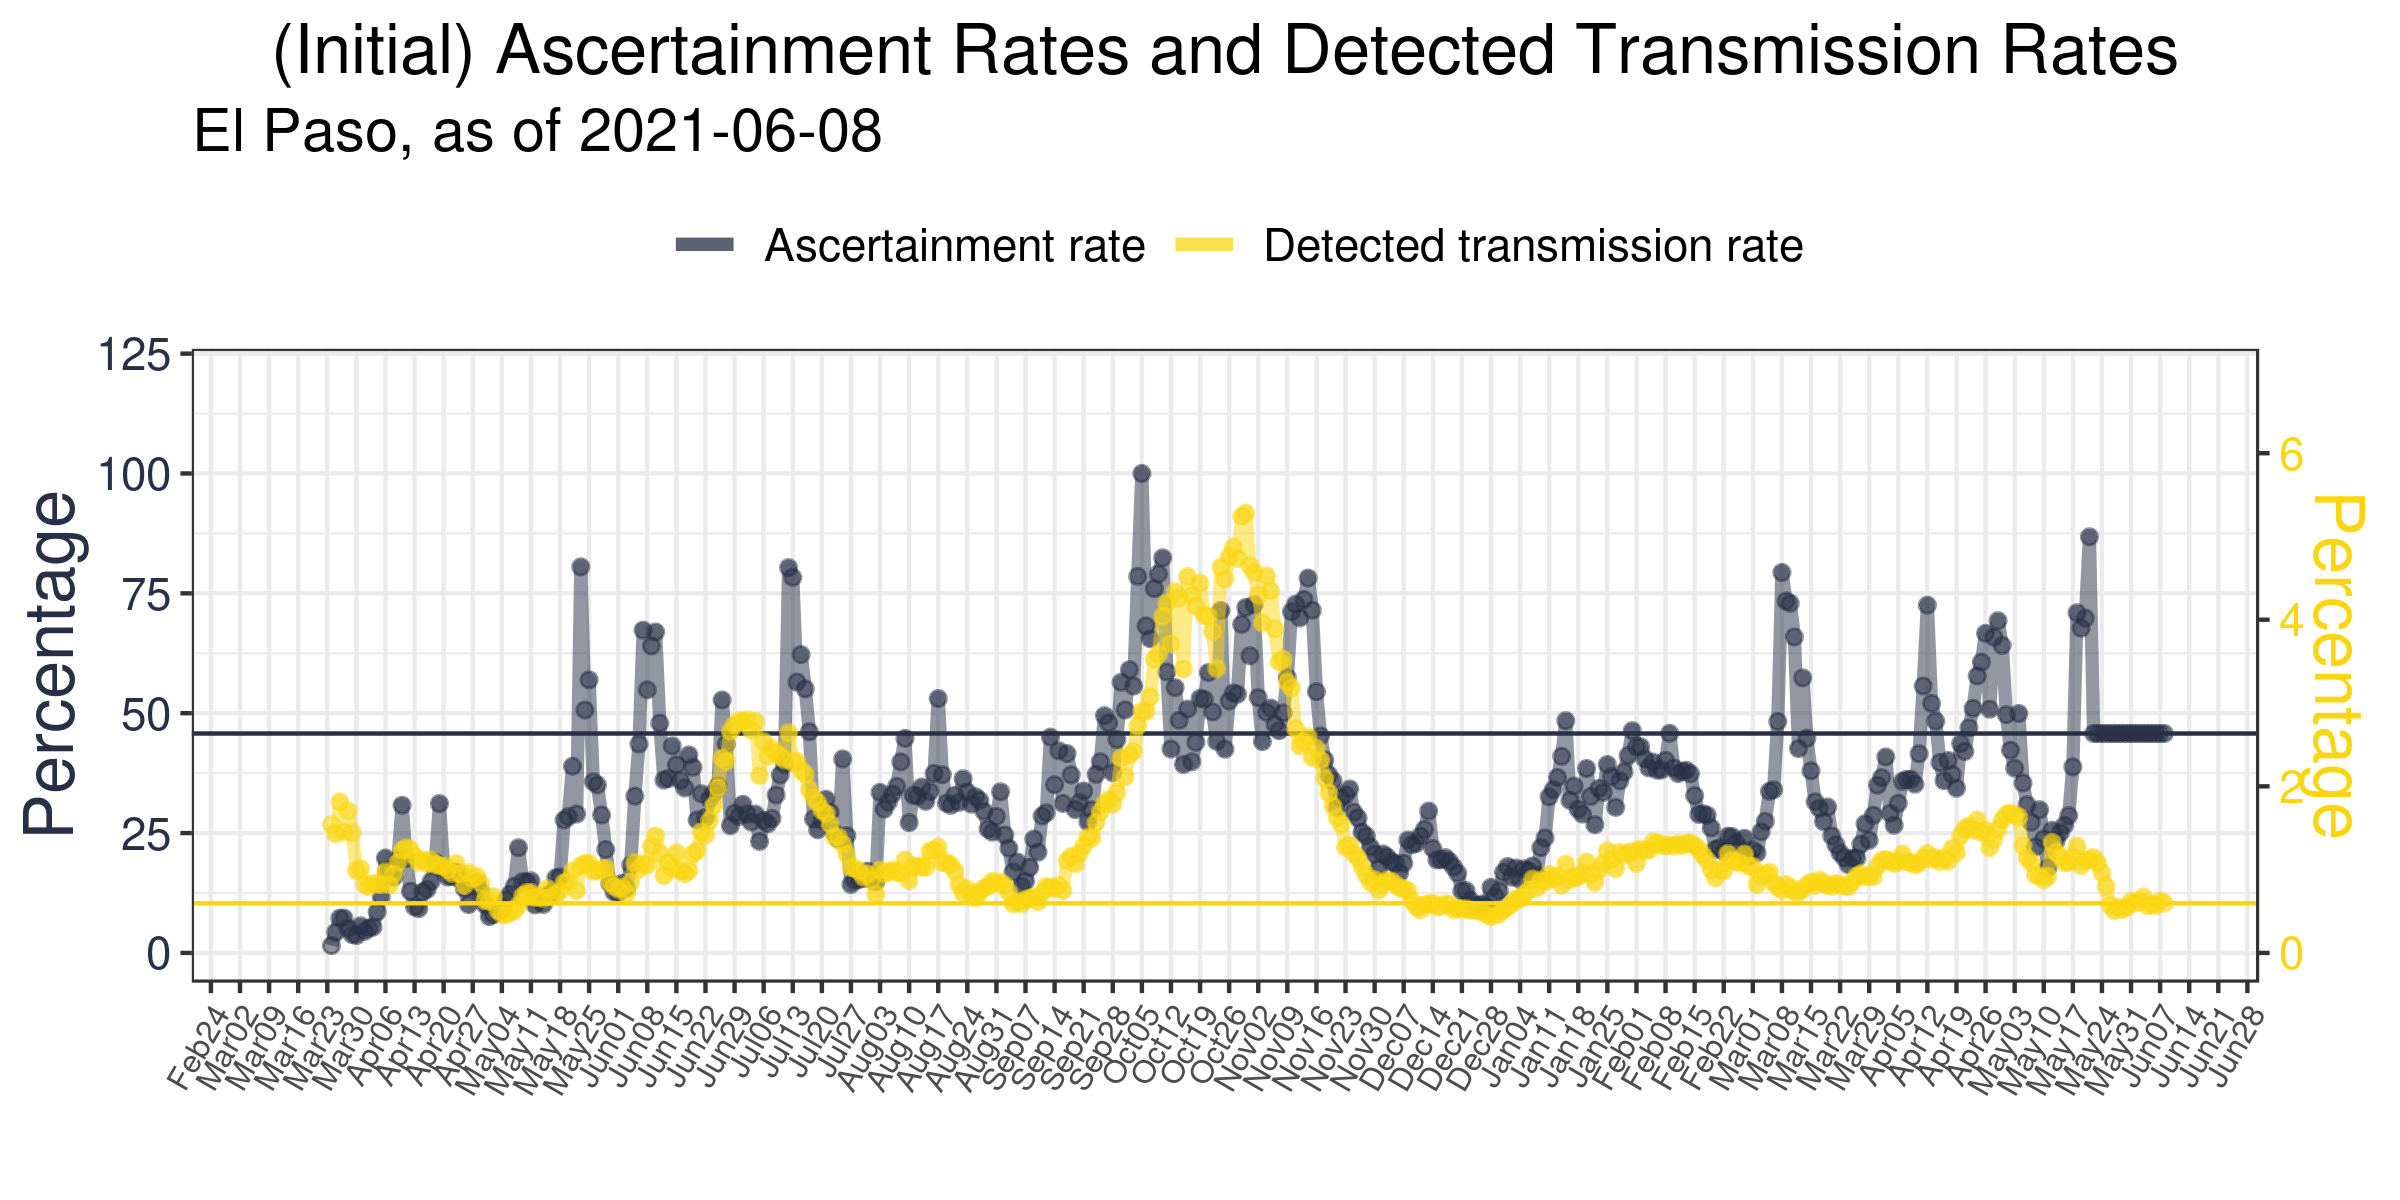 (Initial) Ascertainment Rates and Detected Transmission Rates
El Paso, as of 2021-06-08
Ascertainment rate Detected transmission rate
Percentage
125
100
75
50
25
0
6
4
2
0
Percentage
Feb24 Mar02 Mar09 Mar16 Mar23 Mar30 Apr06 Apr13 Apr20 Apr27 May04 May11 May18 May25 Jun01 Jun08 Jun15 Jun22 Jun29 Jul06 Jul13 Jul20 Jul27 Aug03 Aug10 Aug17 Aug24 Aug31 Sep07 Sep14 Sep21 Sep28 Oct05 Oct12 Oct19 Oct26 Nov02 Nov09 Nov16 Nov23 Nov30 Dec07 Dec14 Dec21 Dec28 Jan04 Jan11 Jan18 Jan25 Feb01 Feb08 Feb15 Feb22 Mar01 Mar08 Mar15 Mar22 Mar29 Apr05 Apr12 Apr19 Apr26 May03 May10 May17 May24 May31 Jun07 Jun14 Jun21 Jun28